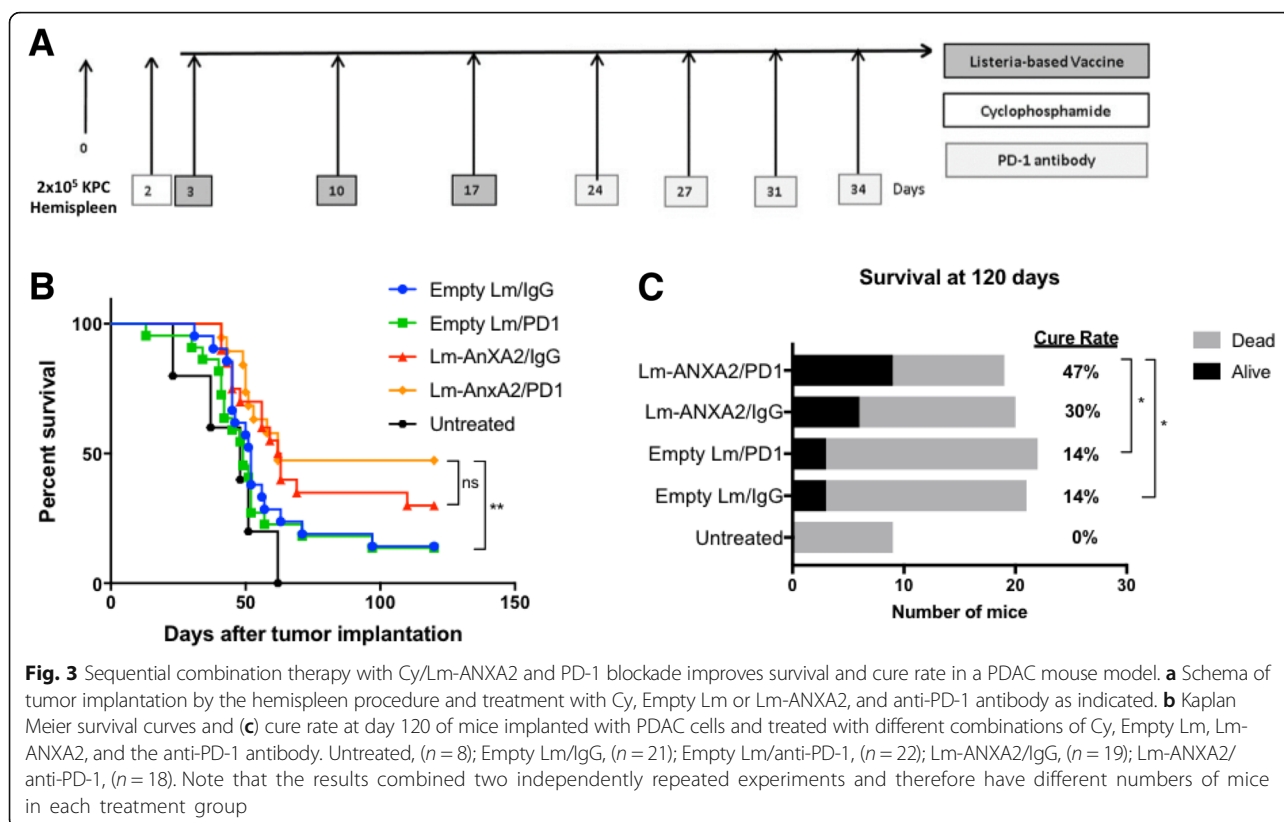 A
Listeria-based Vaccine
Cyclophosphamide
PD-1 antibody
0
2x10⁵ KPC
Hemispleen
2 3 10 17 24 27 31 34 Days
B
Empty Lm/IgG
Empty Lm/PD1
Lm-AnXA2/IgG
Lm-AnxA2/PD1
Untreated
Percent survival
100
50
0
ns
**
0 50 100 150
Days after tumor implantation
C
Survival at 120 days
Cure Rate
Dead
Alive
Lm-ANXA2/PD1 47%
Lm-ANXA2/IgG 30%
Empty Lm/PD1 14%
Empty Lm/IgG 14%
Untreated 0%
*
*
0 10 20 30
Number of mice
Fig. 3 Sequential combination therapy with Cy/Lm-ANXA2 and PD-1 blockade improves survival and cure rate in a PDAC mouse model. a Schema of
tumor implantation by the hemispleen procedure and treatment with Cy, Empty Lm or Lm-ANXA2, and anti-PD-1 antibody as indicated. b Kaplan
Meier survival curves and (c) cure rate at day 120 of mice implanted with PDAC cells and treated with different combinations of Cy, Empty Lm, Lm-
ANXA2, and the anti-PD-1 antibody. Untreated, (n = 8); Empty Lm/IgG, (n = 21); Empty Lm/anti-PD-1, (n = 22); Lm-ANXA2/IgG, (n = 19); Lm-ANXA2/
anti-PD-1, (n = 18). Note that the results combined two independently repeated experiments and therefore have different numbers of mice
in each treatment group